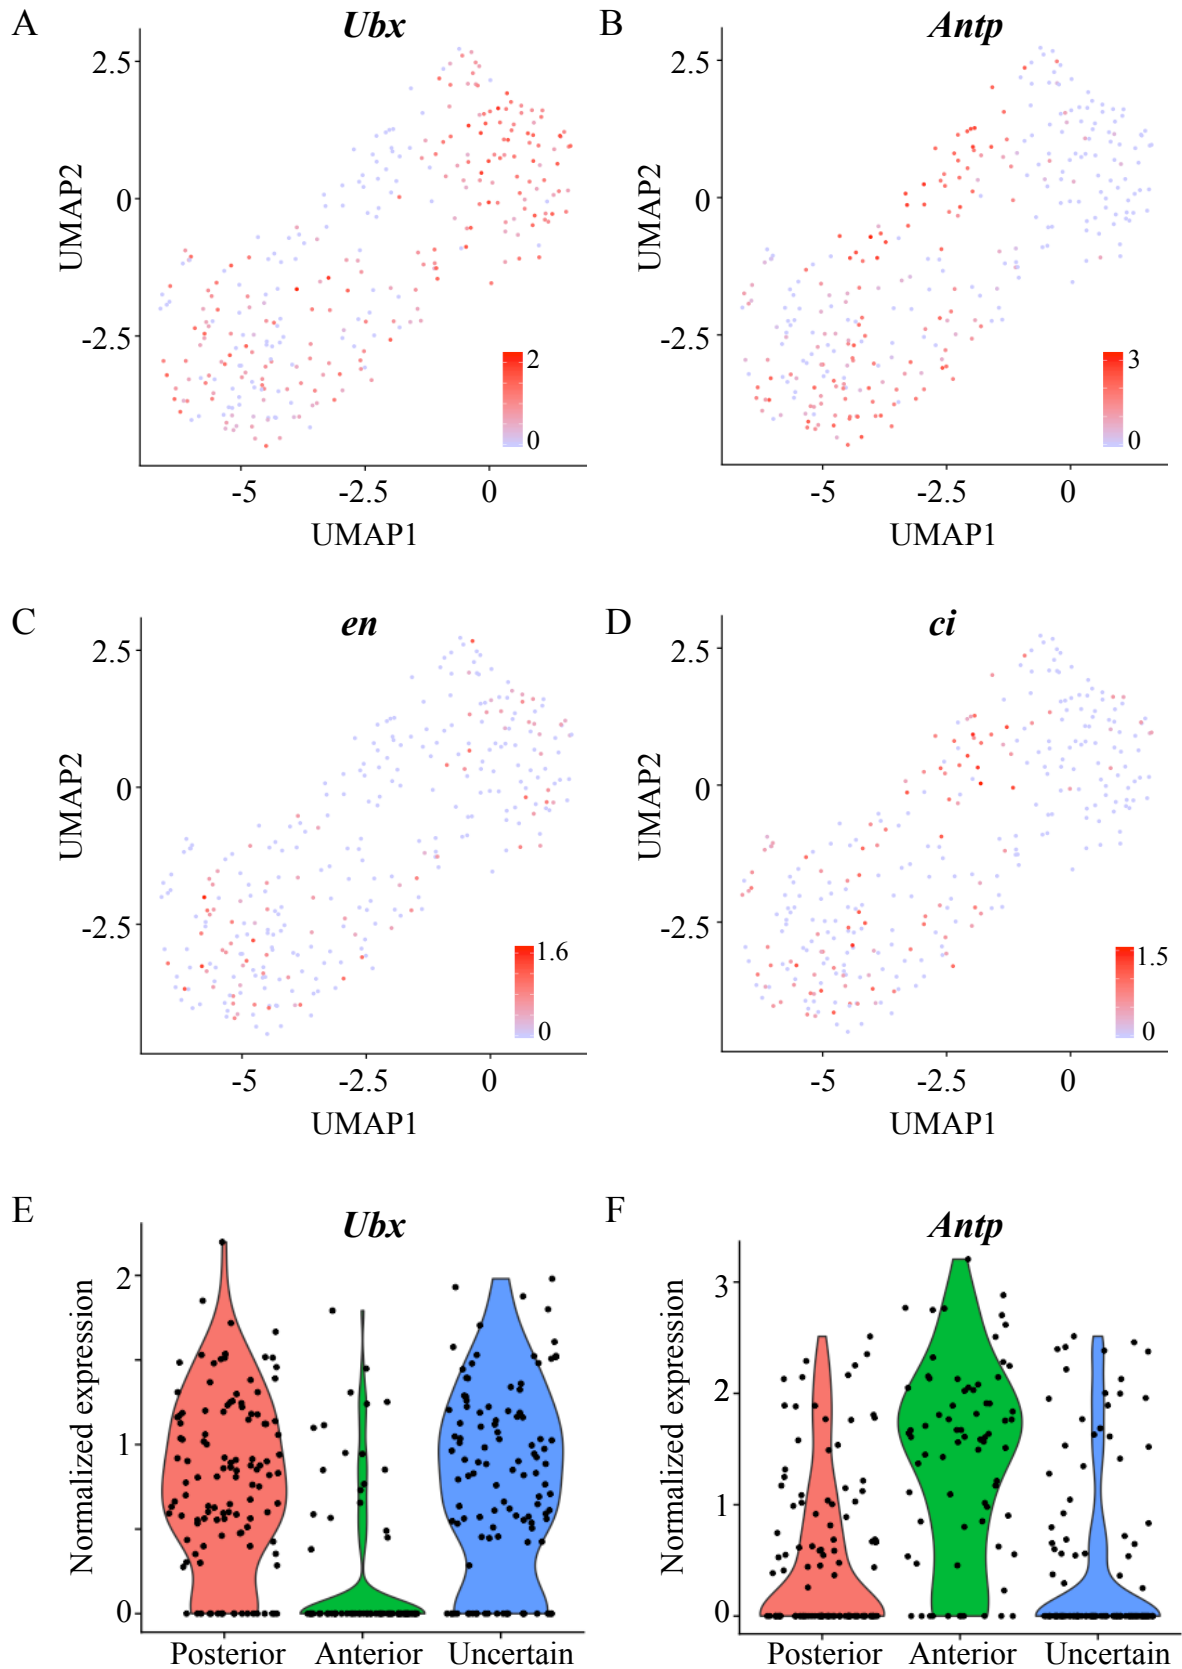 A
Ubx
2.5
0
-2.5
UMAP2
2
0
-5
-2.5
0
UMAP1
B
Antp
2.5
0
-2.5
UMAP2
3
0
-5
-2.5
0
UMAP1
C
en
2.5
0
-2.5
UMAP2
1.6
0
-5
-2.5
0
UMAP1
D
ci
2.5
0
-2.5
UMAP2
1.5
0
-5
-2.5
0
UMAP1
E
Ubx
2
1
0
Normalized expression
Posterior
Anterior
Uncertain
F
Antp
3
2
1
0
Normalized expression
Posterior
Anterior
Uncertain